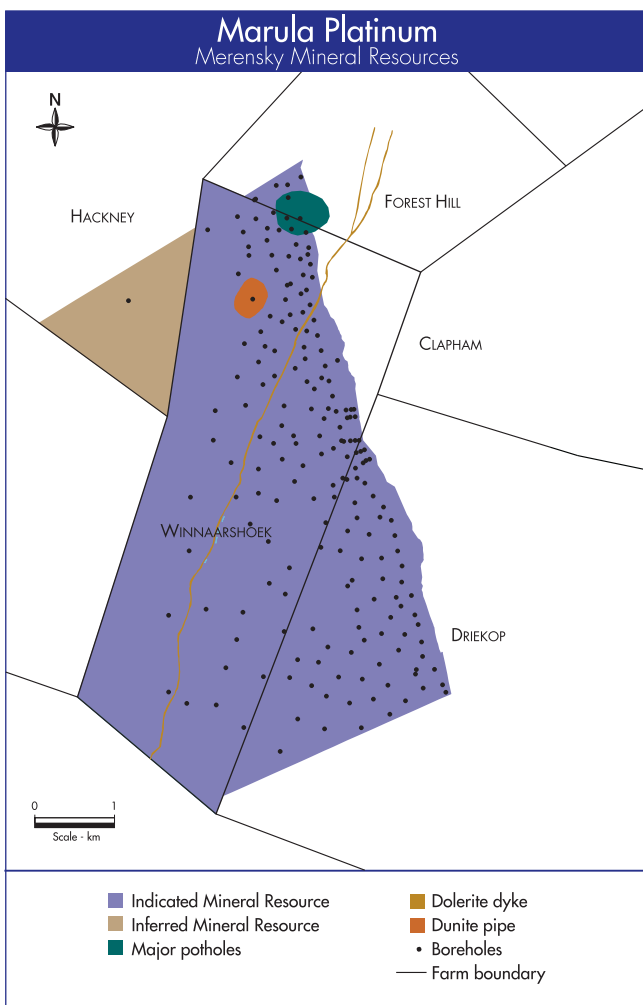 Marula Platinum
Merensky Mineral Resources
N
HACKNEY
FOREST HILL
CLAPHAM
WINNAARSHOEK
DRIEKOP
0 1
Scale - km
Indicated Mineral Resource
Inferred Mineral Resource
Major potholes
Dolerite dyke
Dunite pipe
Boreholes
Farm boundary